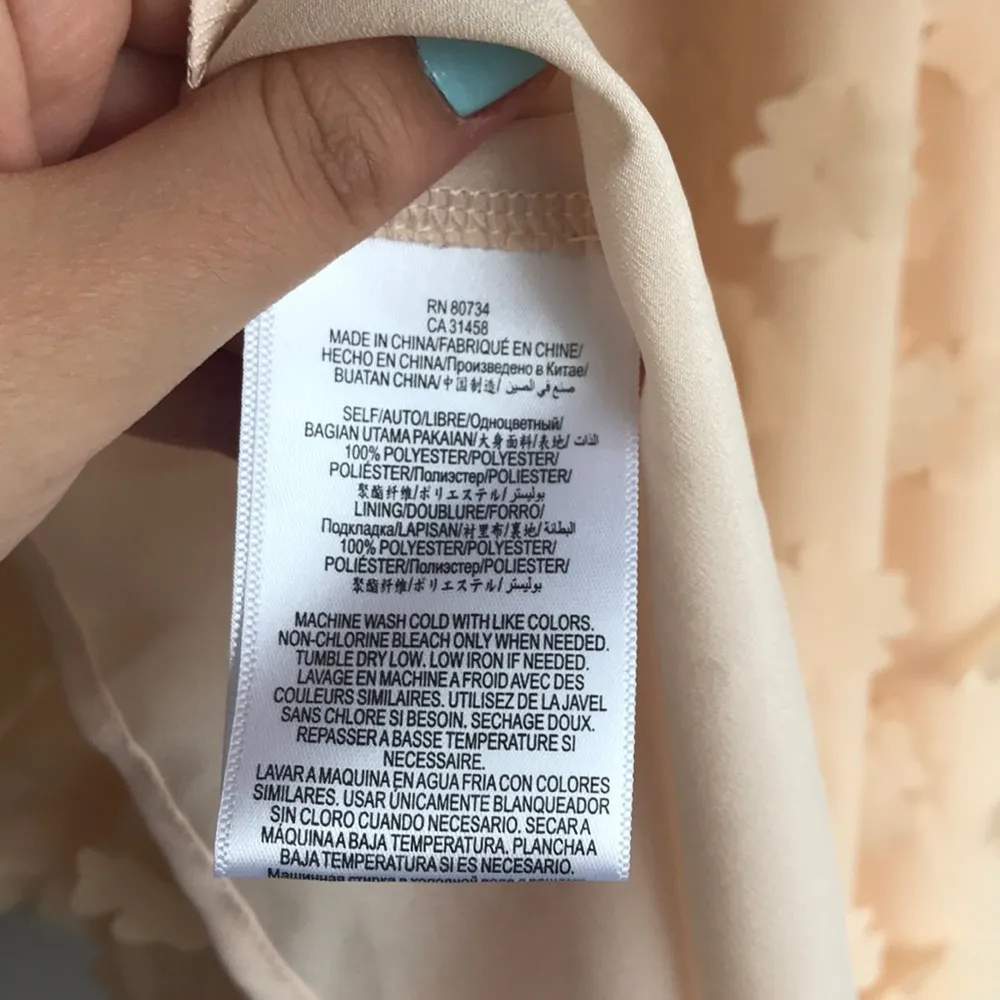 RN 80734
CA 31458
MADE IN CHINA/FABRIQUÉ EN CHINE/
HECHO EN CHINA/Произведено в Китае/
BUATAN CHINA/中国制造/صنع في الصين
SELF/AUTO/LIBRE/Одноцветный/
BAGIAN UTAMA PAKAIAN/大身面料/表地/الذات
100% POLYESTER/POLYESTER/
POLIÉSTER/Полиэстер/POLIESTER/
聚酯纤维/ポリエステル/بوليستر
LINING/DOUBLURE/FORRO/
Подкладка/LAPISAN/衬里布/裏地/البطانة
100% POLYESTER/POLYESTER/
POLIÉSTER/Полиэстер/POLIESTER/
聚酯纤维/ポリエステル/بوليستر
MACHINE WASH COLD WITH LIKE COLORS.
NON-CHLORINE BLEACH ONLY WHEN NEEDED.
TUMBLE DRY LOW. LOW IRON IF NEEDED.
LAVAGE EN MACHINE A FROID AVEC DES
COULEURS SIMILAIRES. UTILISEZ DE LA JAVEL
SANS CHLORE SI BESOIN. SECHAGE DOUX.
REPASSER A BASSE TEMPERATURE SI
NECESSAIRE.
LAVAR A MAQUINA EN AGUA FRIA CON COLORES
SIMILARES. USAR ÚNICAMENTE BLANQUEADOR
SIN CLORO CUANDO NECESARIO. SECAR A
MÁQUINA A BAJA TEMPERATURA. PLANCHA A
BAJA TEMPERATURA SI ES NECESARIO.
Машинная стирка в холодной воде с